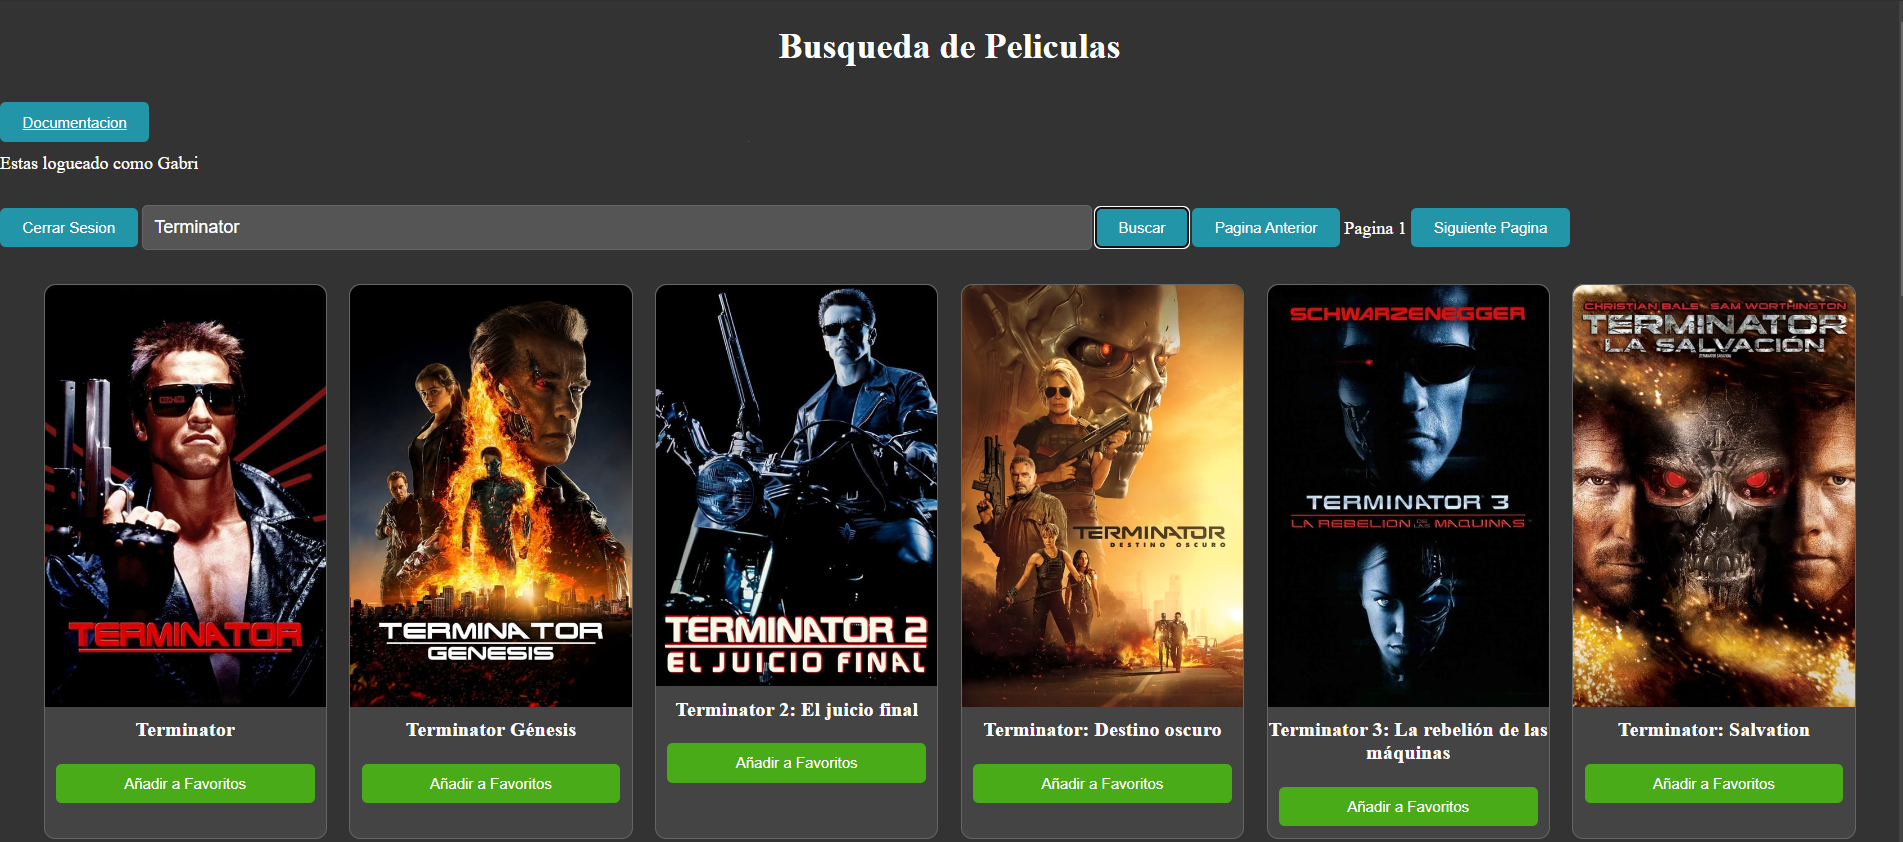 Busqueda de Peliculas
Documentacion
Estas logueado como Gabri
Cerrar Sesion Terminator Buscar Pagina Anterior Pagina 1 Siguiente Pagina
TERMINATOR
Terminator
Añadir a Favoritos
TERMINATOR
GENESIS
Terminator Génesis
Añadir a Favoritos
TERMINATOR 2
EL JUICIO FINAL
Terminator 2: El juicio final
Añadir a Favoritos
TERMINATOR
DESTINO OSCURO
Terminator: Destino oscuro
Añadir a Favoritos
SCHWARZENEGGER
TERMINATOR 3
LA REBELION DE LAS MAQUINAS
Terminator 3: La rebelión de las
máquinas
Añadir a Favoritos
CHRISTIAN BALE SAM WORTHINGTON
TERMINATOR
LA SALVACIÓN
Terminator: Salvation
Añadir a Favoritos